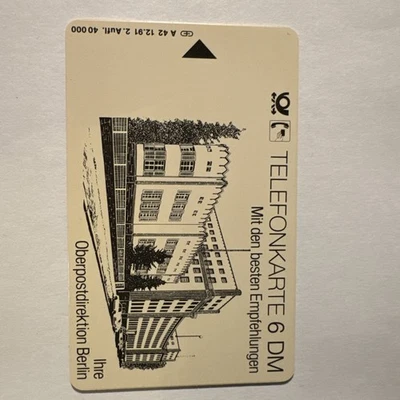 TELEFONKARTE 6 DM
Mit den besten Empfehlungen
Ihre
Oberpostdirektion Berlin
A 42 12.91 2. Aufl. 40 000